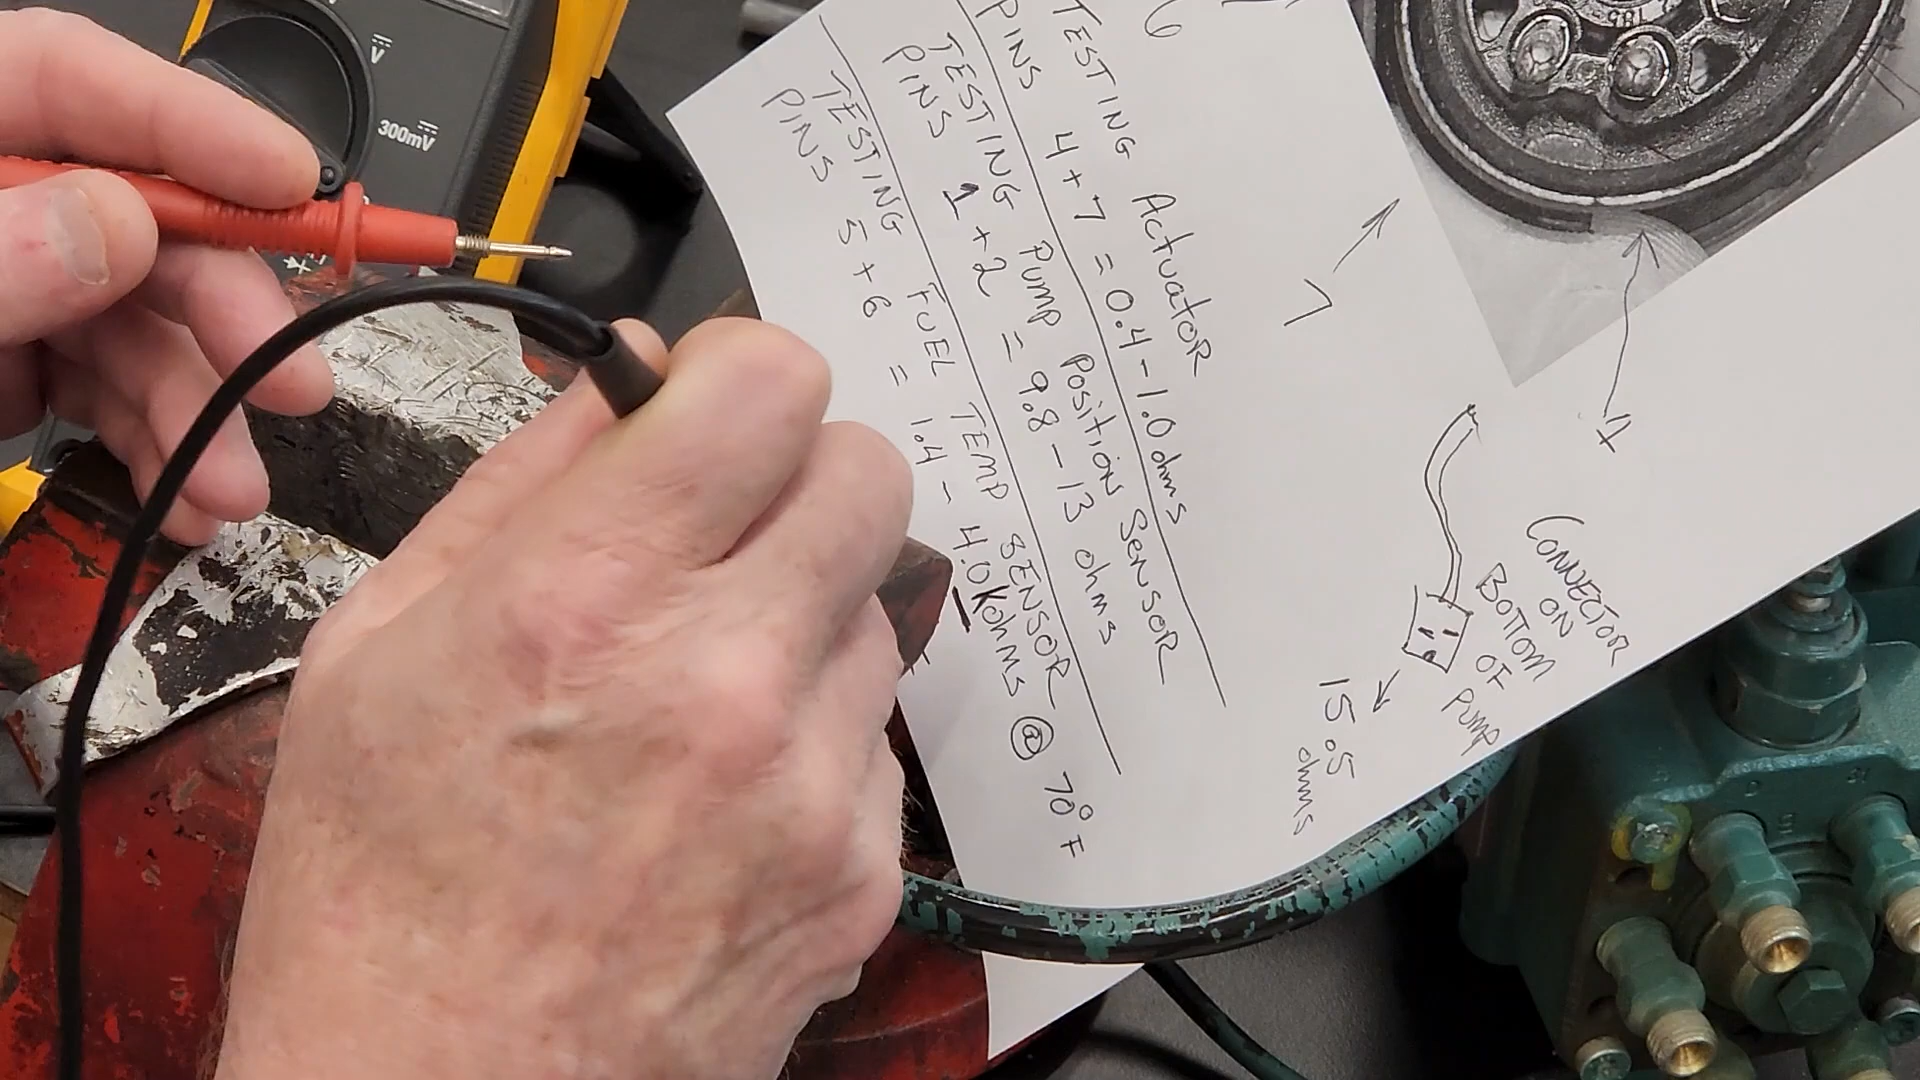 V
300mV
6
TESTING Actuator
PINS 4+7 = 0.4 - 1.0 ohms
TESTING Pump Position Sensor
PINS 1+2 = 9.8 - 13 ohms
TESTING FUEL TEMP SENSOR
PINS 5+6 = 1.4 - 4.0Kohms @ 70° F
7
1
CONNECTOR
ON
BOTTOM
OF
PUMP
15.5
ohms